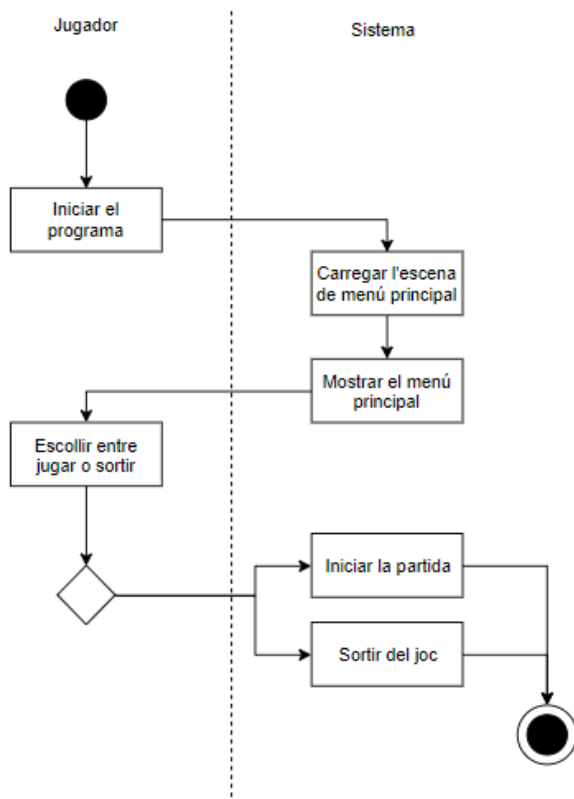 Jugador
Sistema
Iniciar el
programa
Carregar l'escena
de menú principal
Mostrar el menú
principal
Escollir entre
jugar o sortir
Iniciar la partida
Sortir del joc